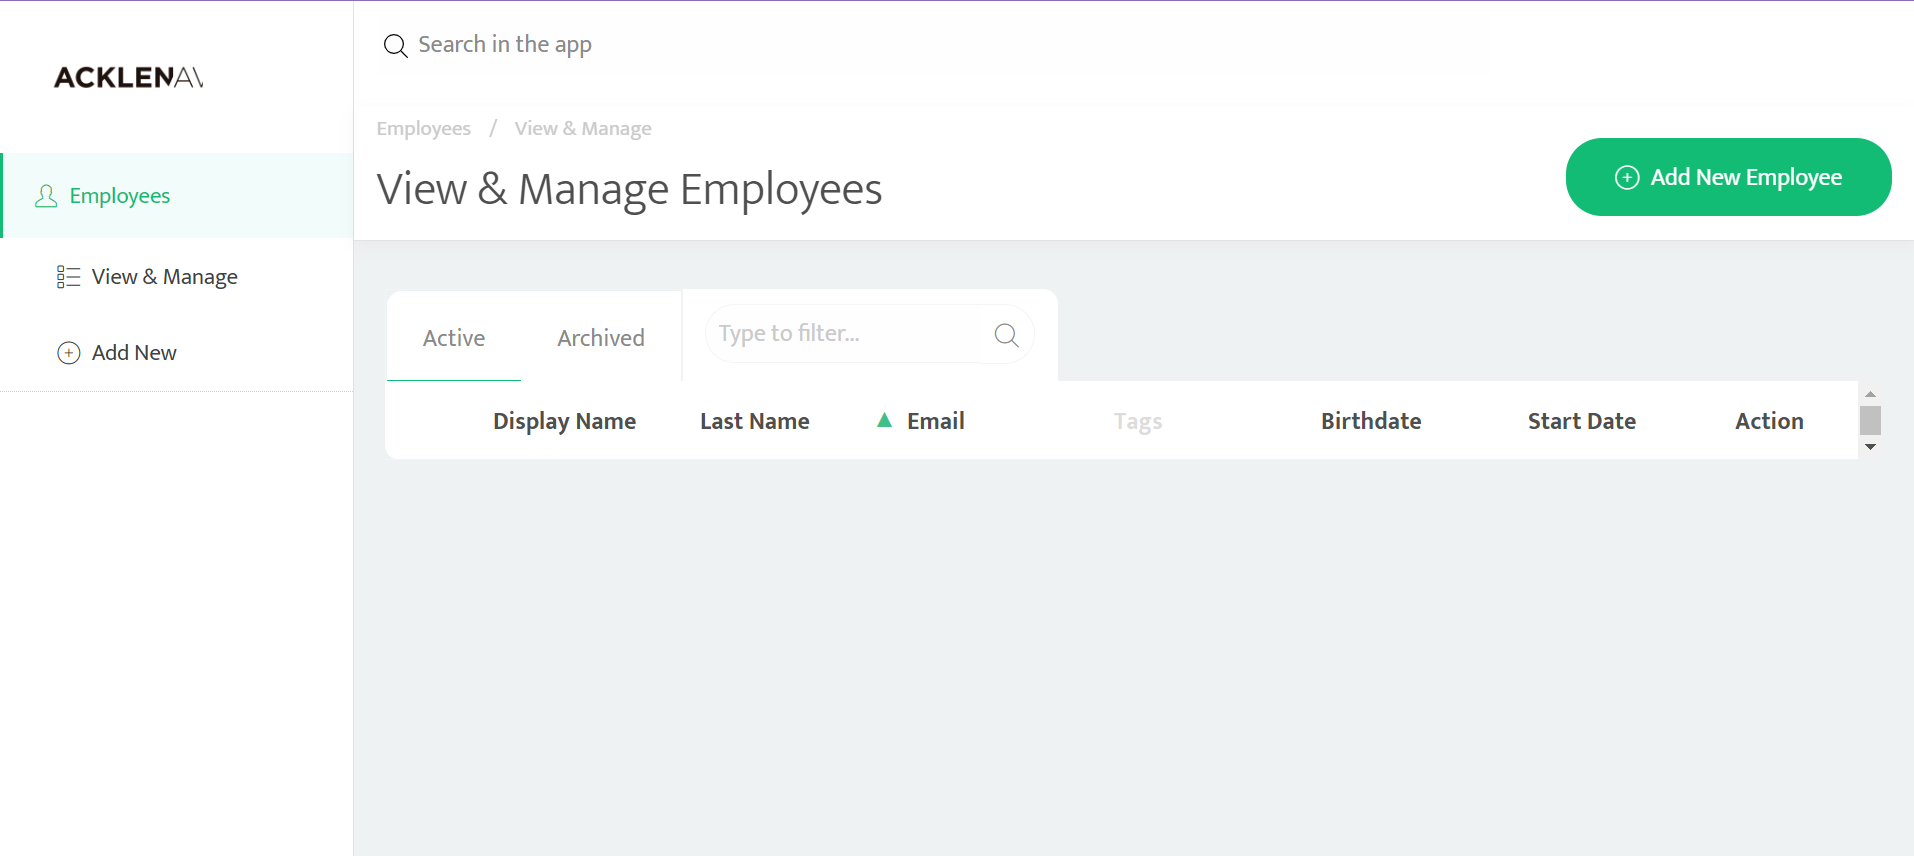 Search in the app
ACKLENAV
Employees / View & Manage
View & Manage Employees
Add New Employee
Employees
View & Manage
Add New
Active
Archived
Type to filter...
Display Name Last Name Email Tags Birthdate Start Date Action